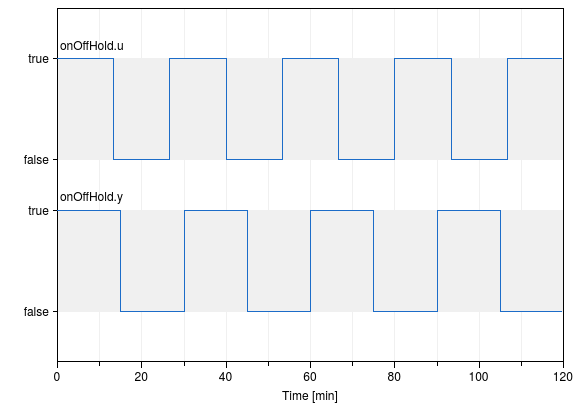 onOffHold.u
true
false
onOffHold.y
true
false
0 20 40 60 80 100 120
Time [min]